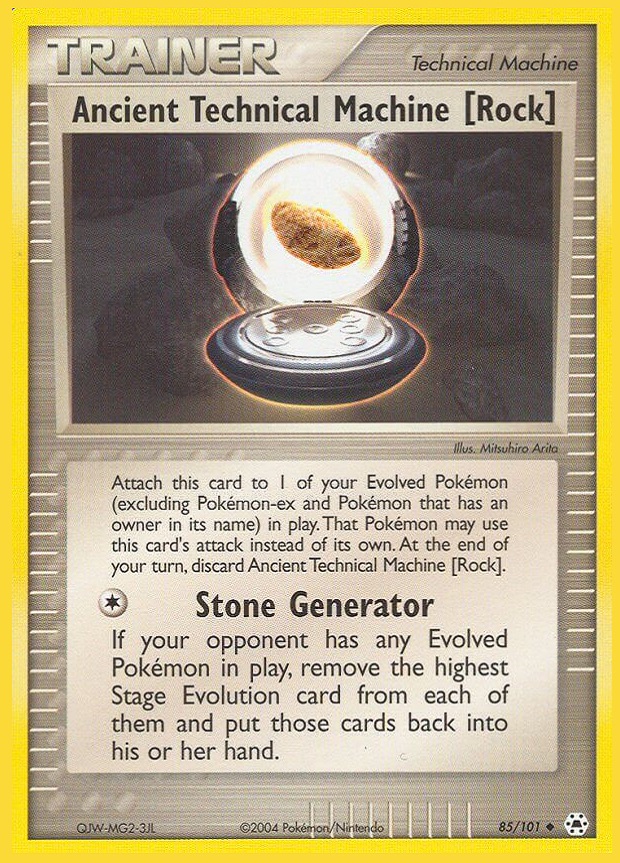 TRAINER
Technical Machine
Ancient Technical Machine [Rock]
Illus. Mitsuhiro Arita
Attach this card to 1 of your Evolved Pokémon
(excluding Pokémon-ex and Pokémon that has an
owner in its name) in play. That Pokémon may use
this card's attack instead of its own. At the end of
your turn, discard Ancient Technical Machine [Rock].
Stone Generator
If your opponent has any Evolved
Pokémon in play, remove the highest
Stage Evolution card from each of
them and put those cards back into
his or her hand.
QJW-MG2-3JL
©2004 Pokémon/Nintendo
85/101